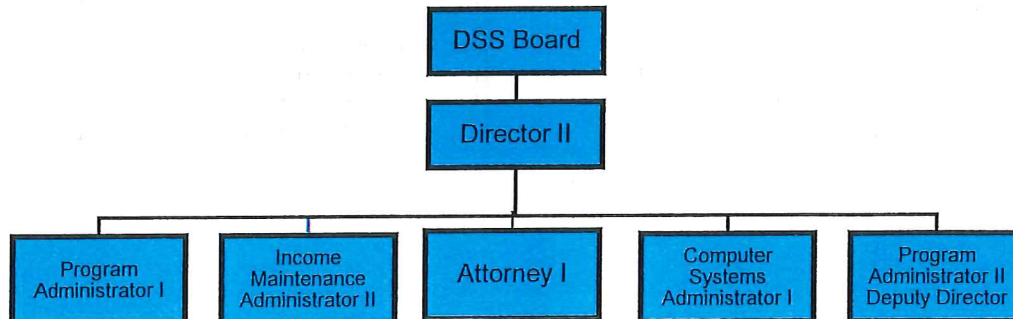 DSS Board
Director II
Program
Administrator I
Income
Maintenance
Administrator II
Attorney I
Computer
Systems
Administrator I
Program
Administrator II
Deputy Director